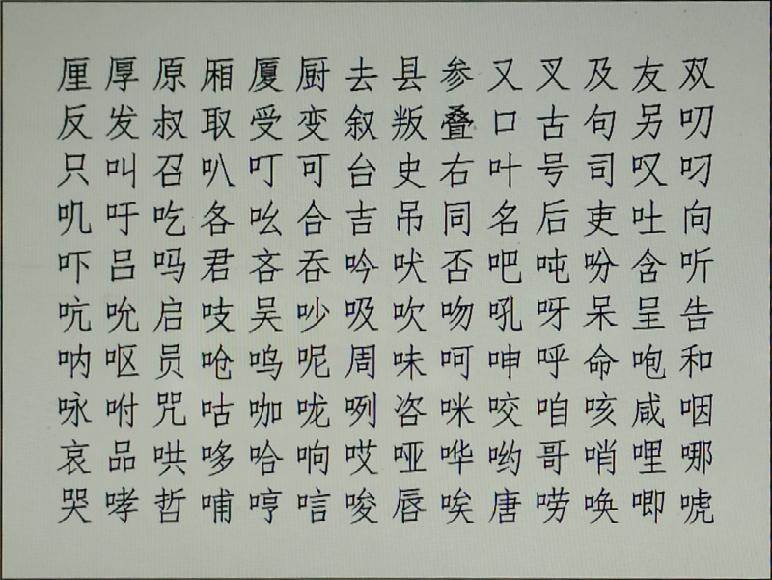 厘厚原厢厦厨去县参又叉及友双
反发叔取受变叙叛叠口古句另叨
只叫召叭叮可台史右叶号司叹叼
叽吁吃各吆合吉吊同名后吏吐向
吓吕吗君吝吞吟吠否吧吨吩含听
吭吮启吱吴吵吸吹吻吼呀呆呈告
呐呕员呛呜呢周味呵呻呼命咆和
咏咐咒咕咖咙咧咨咪咬咱咳咸咽
哀品哄哆哈响哎哑哗哟哥哨哩哪
哭哮哲哺哼唁唆唇唉唐唠唤唧唬